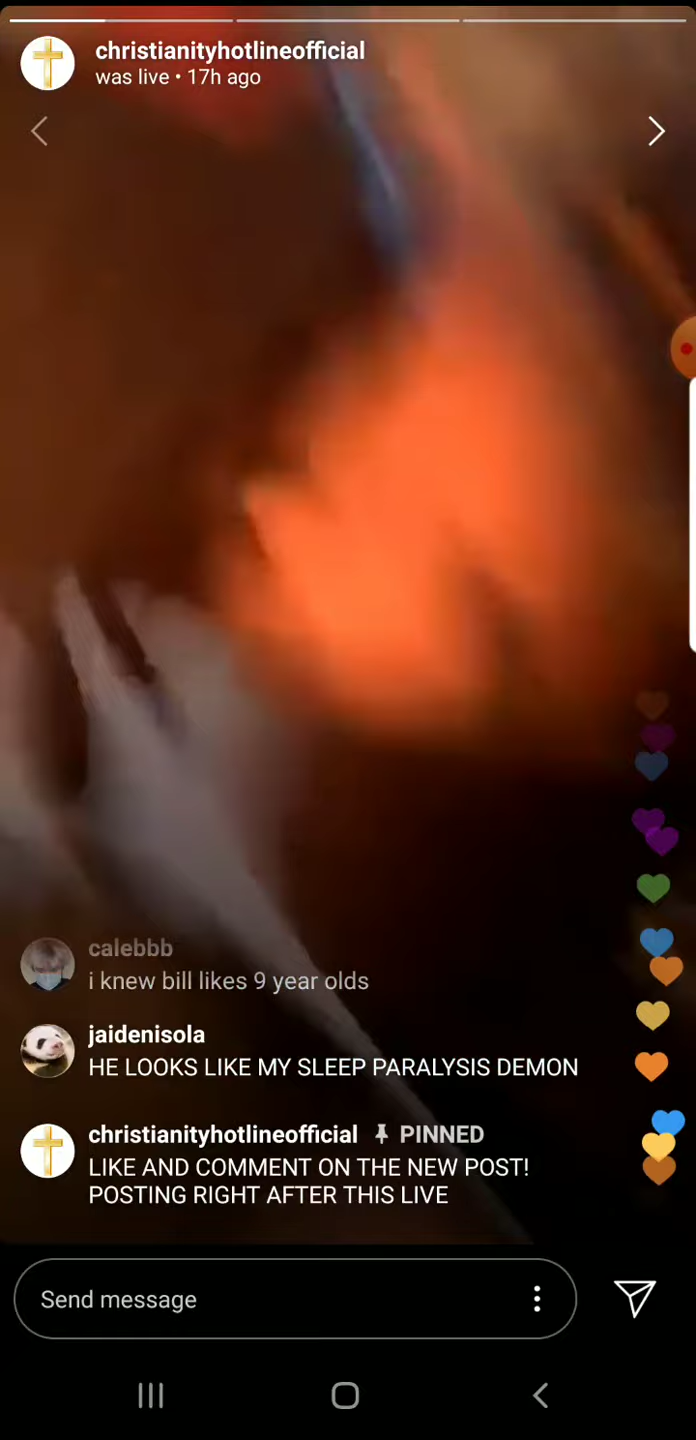 christianityhotlineofficial
was live • 17h ago
calebbb
i knew bill likes 9 year olds
jaidenisola
HE LOOKS LIKE MY SLEEP PARALYSIS DEMON
christianityhotlineofficial PINNED
LIKE AND COMMENT ON THE NEW POST!
POSTING RIGHT AFTER THIS LIVE
Send message